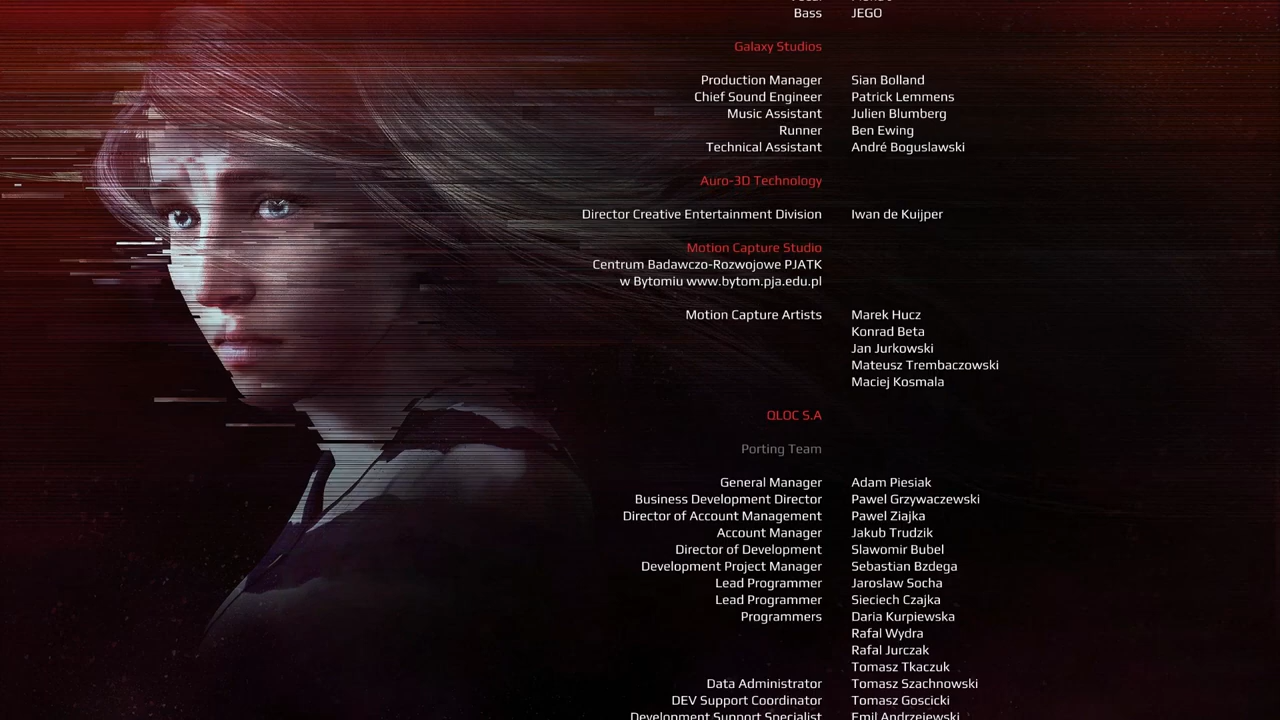 Bass JEGO
Galaxy Studios
Production Manager Sian Bolland
Chief Sound Engineer Patrick Lemmens
Music Assistant Julien Blumberg
Runner Ben Ewing
Technical Assistant André Boguslawski
Auro-3D Technology
Director Creative Entertainment Division Iwan de Kuijper
Motion Capture Studio
Centrum Badawczo-Rozwojowe PJATK
w Bytomiu www.bytom.pja.edu.pl
Motion Capture Artists Marek Hucz
Konrad Beta
Jan Jurkowski
Mateusz Trembaczowski
Maciej Kosmala
QLOC S.A
Porting Team
General Manager Adam Piesiak
Business Development Director Pawel Grzywaczewski
Director of Account Management Pawel Ziajka
Account Manager Jakub Trudzik
Director of Development Slawomir Bubel
Development Project Manager Sebastian Bzdega
Lead Programmer Jaroslaw Socha
Lead Programmer Sieciech Czajka
Programmers Daria Kurpiewska
Rafal Wydra
Rafal Jurczak
Tomasz Tkaczuk
Data Administrator Tomasz Szachnowski
DEV Support Coordinator Tomasz Goscicki
Development Support Specialist Emil Andrzejewski